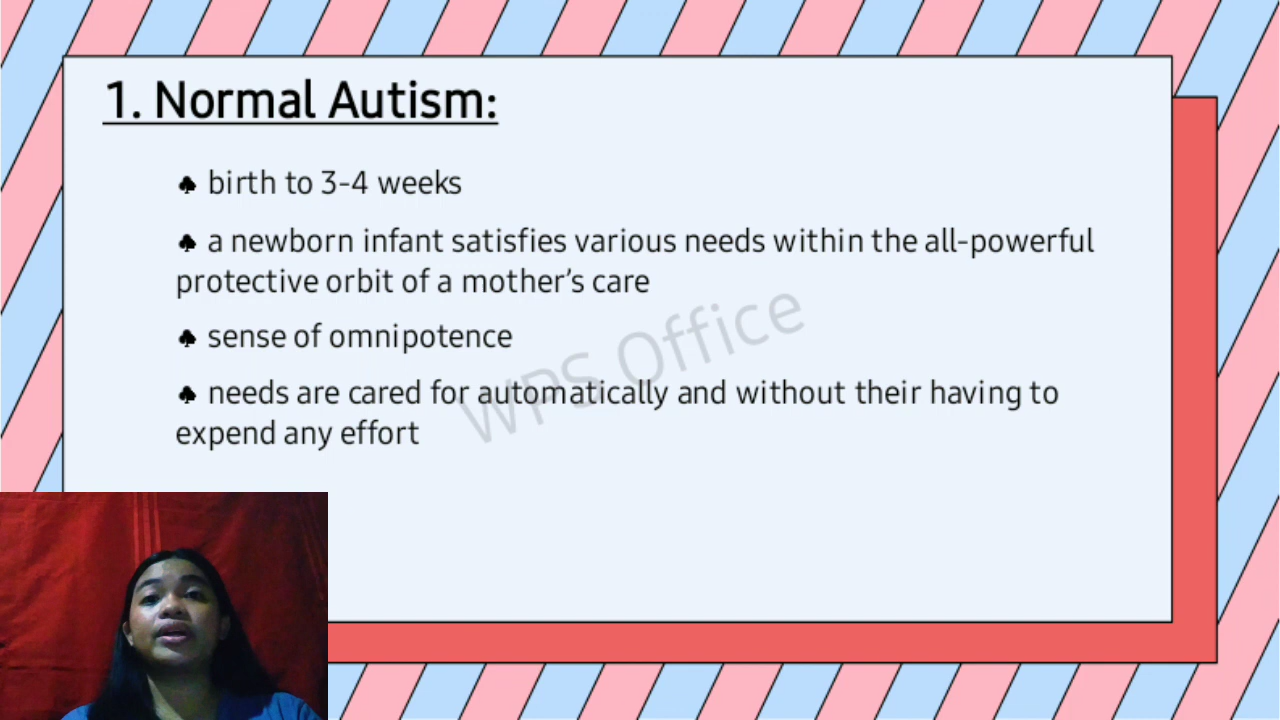 1. Normal Autism:
♠ birth to 3-4 weeks
♠ a newborn infant satisfies various needs within the all-powerful
protective orbit of a mother’s care
♠ sense of omnipotence
♠ needs are cared for automatically and without their having to
expend any effort
WPS Office